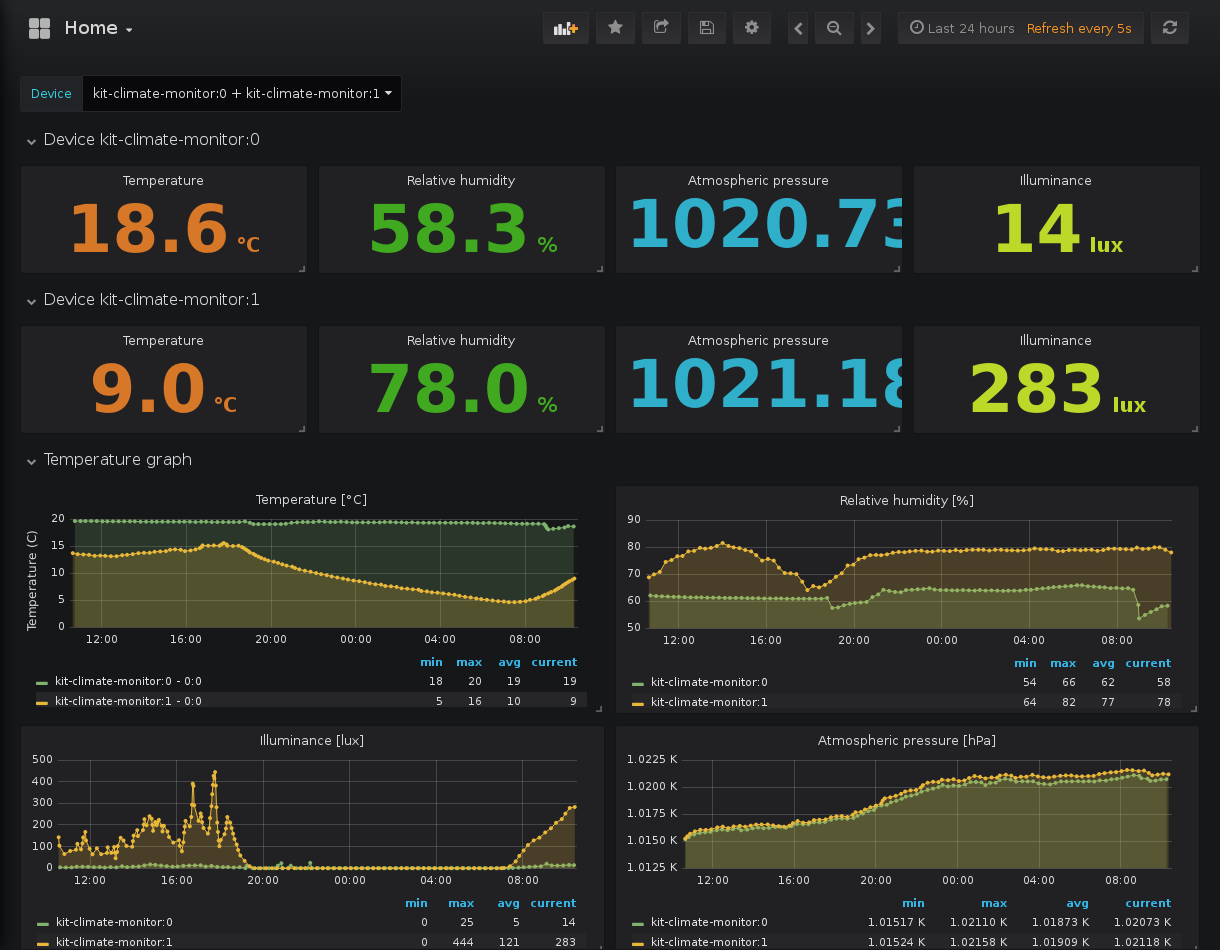 Home
Last 24 hours Refresh every 5s
Device kit-climate-monitor:0 + kit-climate-monitor:1
Device kit-climate-monitor:0
Temperature Relative humidity Atmospheric pressure Illuminance
18.6 °C 58.3 % 1020.73 14 lux
Device kit-climate-monitor:1
Temperature Relative humidity Atmospheric pressure Illuminance
9.0 °C 78.0 % 1021.18 283 lux
Temperature graph
Temperature [°C]
Temperature (C)
20
15
10
5
0
12:00 16:00 20:00 00:00 04:00 08:00
min max avg current
kit-climate-monitor:0 - 0:0 18 20 19 19
kit-climate-monitor:1 - 0:0 5 16 10 9
Relative humidity [%]
90
80
70
60
50
12:00 16:00 20:00 00:00 04:00 08:00
min max avg current
kit-climate-monitor:0 54 66 62 58
kit-climate-monitor:1 64 82 77 78
Illuminance [lux]
500
400
300
200
100
0
12:00 16:00 20:00 00:00 04:00 08:00
min max avg current
kit-climate-monitor:0 0 25 5 14
kit-climate-monitor:1 0 444 121 283
Atmospheric pressure [hPa]
1.0225 K
1.0200 K
1.0175 K
1.0150 K
1.0125 K
12:00 16:00 20:00 00:00 04:00 08:00
min max avg current
kit-climate-monitor:0 1.01517 K 1.02110 K 1.01873 K 1.02073 K
kit-climate-monitor:1 1.01524 K 1.02158 K 1.01909 K 1.02118 K